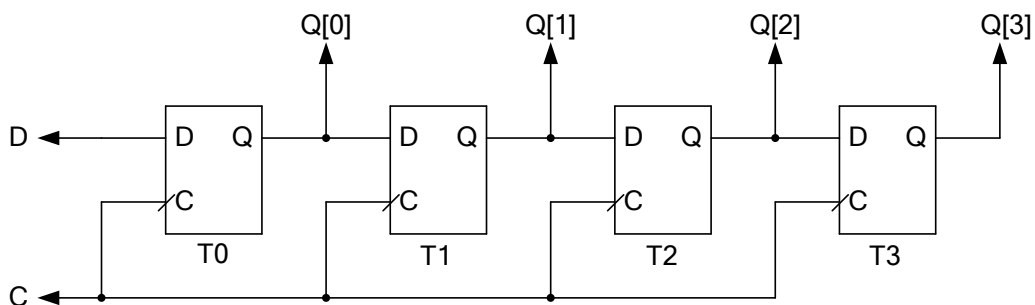 Q[0] Q[1] Q[2] Q[3]
D D Q D Q D Q D Q
C C C C
T0 T1 T2 T3
C